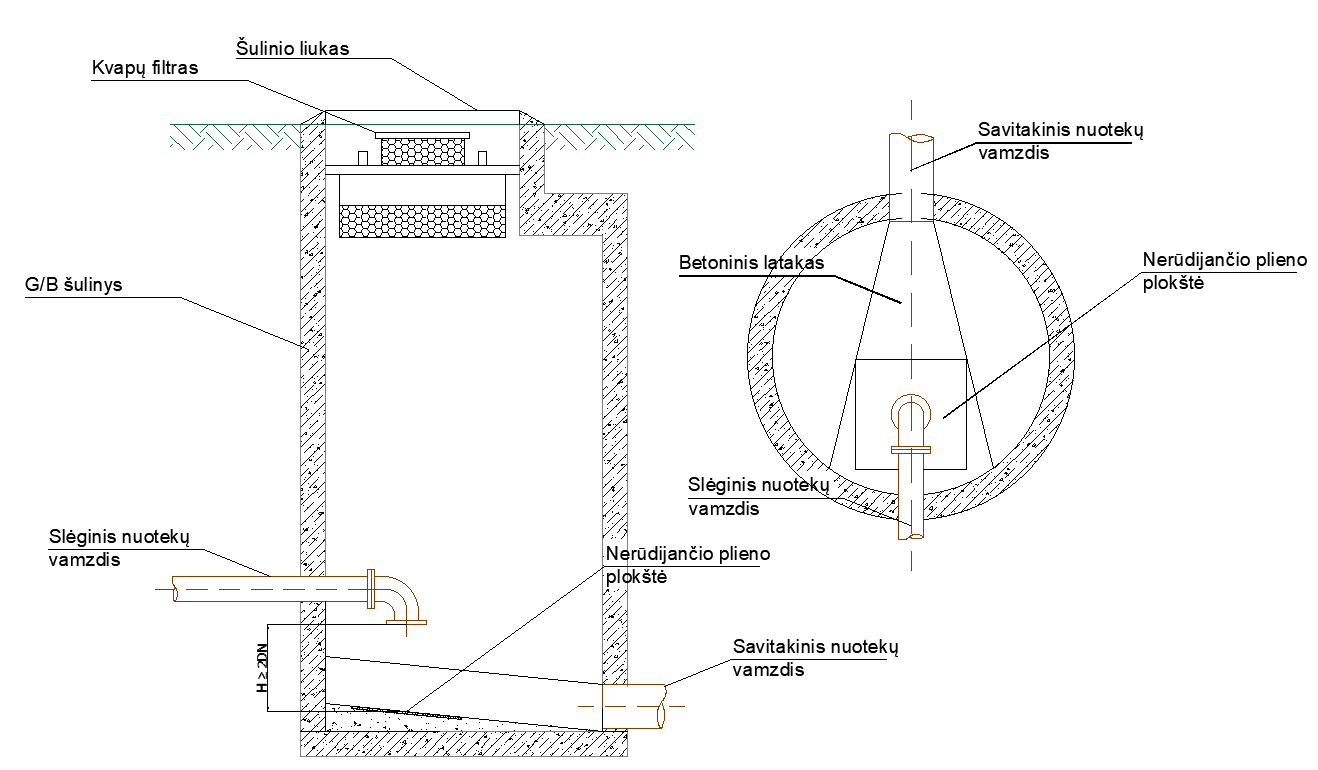 Šulinio liukas
Kvapų filtras
G/B šulinys
Slėginis nuotekų
vamzdis
H ≥ 2DN
Nerūdijančio plieno
plokštė
Savitakinis nuotekų
vamzdis
Savitakinis nuotekų
vamzdis
Betoninis latakas
Nerūdijančio plieno
plokštė
Slėginis nuotekų
vamzdis